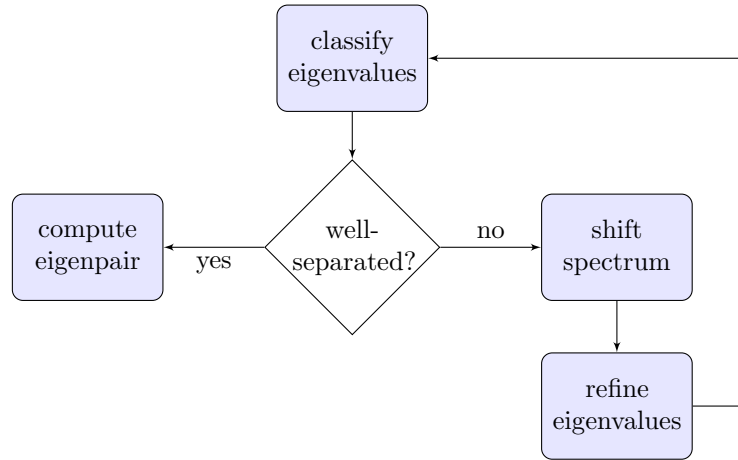 classify
eigenvalues
compute
eigenpair
yes
well-
separated?
no
shift
spectrum
refine
eigenvalues